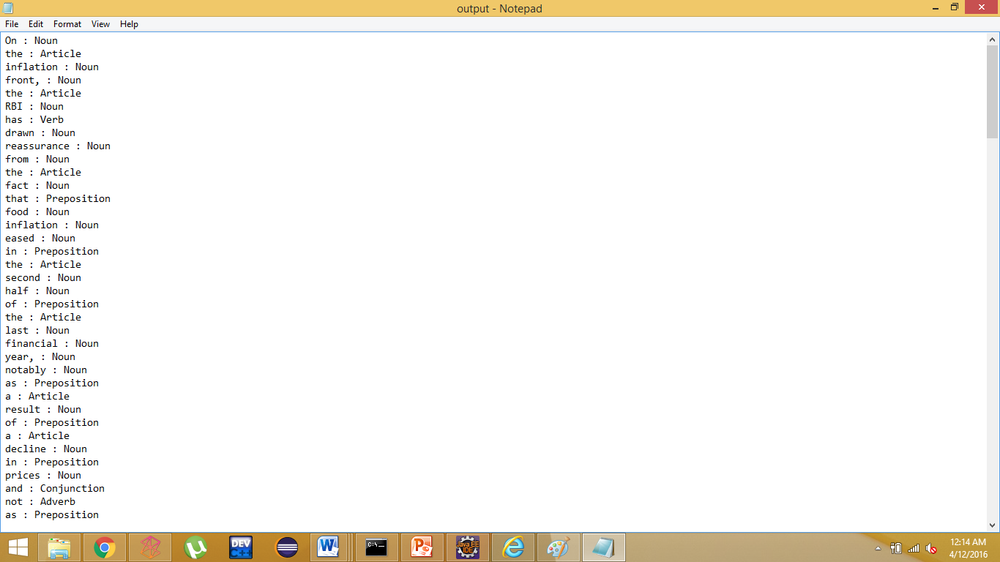 output - Notepad
File Edit Format View Help
On : Noun
the : Article
inflation : Noun
front, : Noun
the : Article
RBI : Noun
has : Verb
drawn : Noun
reassurance : Noun
from : Noun
the : Article
fact : Noun
that : Preposition
food : Noun
inflation : Noun
eased : Noun
in : Preposition
the : Article
second : Noun
half : Noun
of : Preposition
the : Article
last : Noun
financial : Noun
year, : Noun
notably : Noun
as : Preposition
a : Article
result : Noun
of : Preposition
a : Article
decline : Noun
in : Preposition
prices : Noun
and : Conjunction
not : Adverb
as : Preposition
DEV
C++
C:\
Java EE
IDE
12:14 AM
4/12/2016